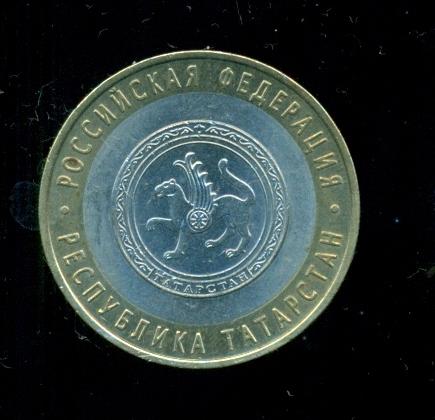 РОССИЙСКАЯ ФЕДЕРАЦИЯ
РЕСПУБЛИКА ТАТАРСТАН
ТАТАРСТАН